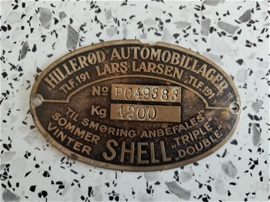 HILLERØD AUTOMOBILLAGER
TLF. 191 LARS LARSEN TLF. 191
No PC49383
Kg 1200
TIL SMØRING ANBEFALES
SOMMER SHELL "TRIPLE"
VINTER "DOUBLE"